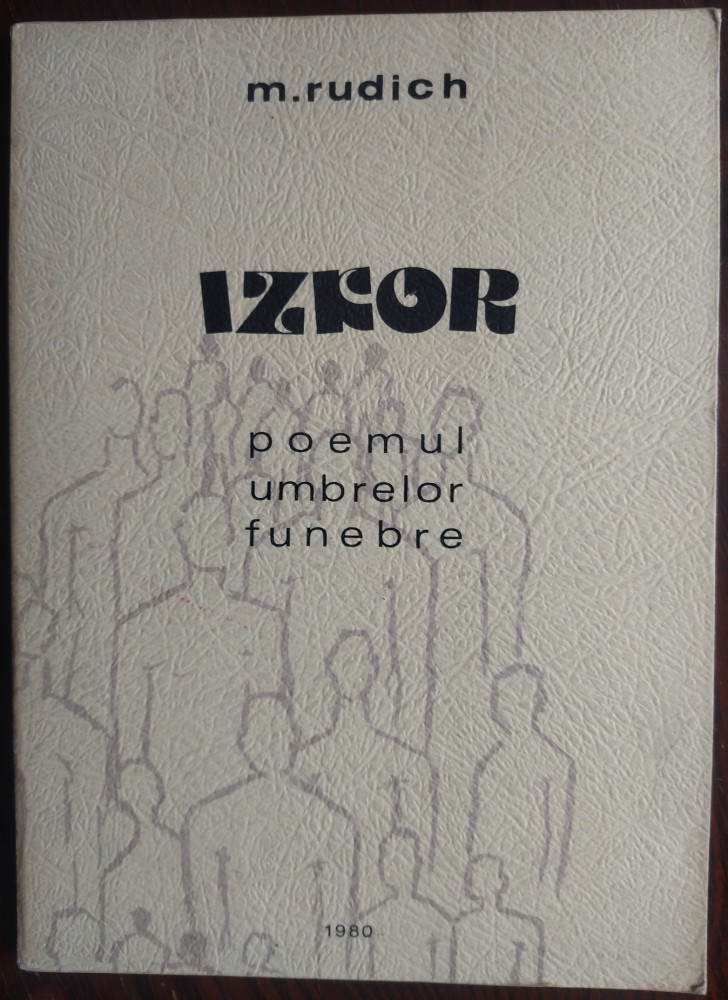 m.rudich
IZKOR
poemul
umbrelor
funebre
1980